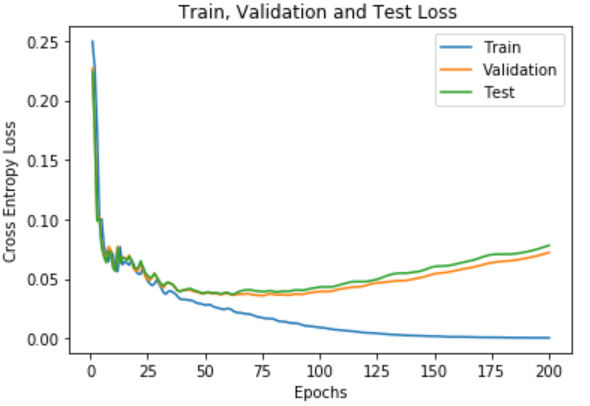 Train, Validation and Test Loss
Cross Entropy Loss
0.25
0.20
0.15
0.10
0.05
0.00
Train
Validation
Test
0 25 50 75 100 125 150 175 200
Epochs